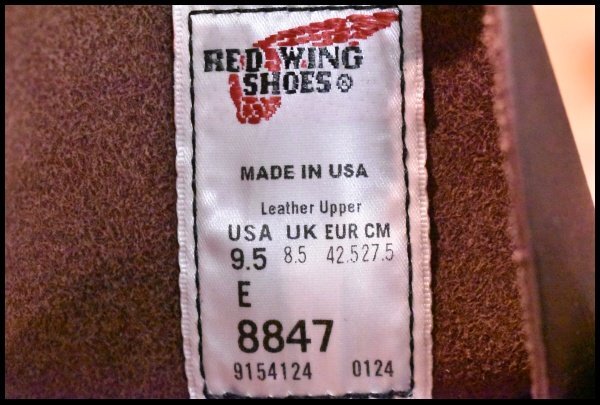 RED WING
SHOES®
MADE IN USA
Leather Upper
USA UK EUR CM
9.5 8.5 42.5 27.5
E
8847
9154124 0124